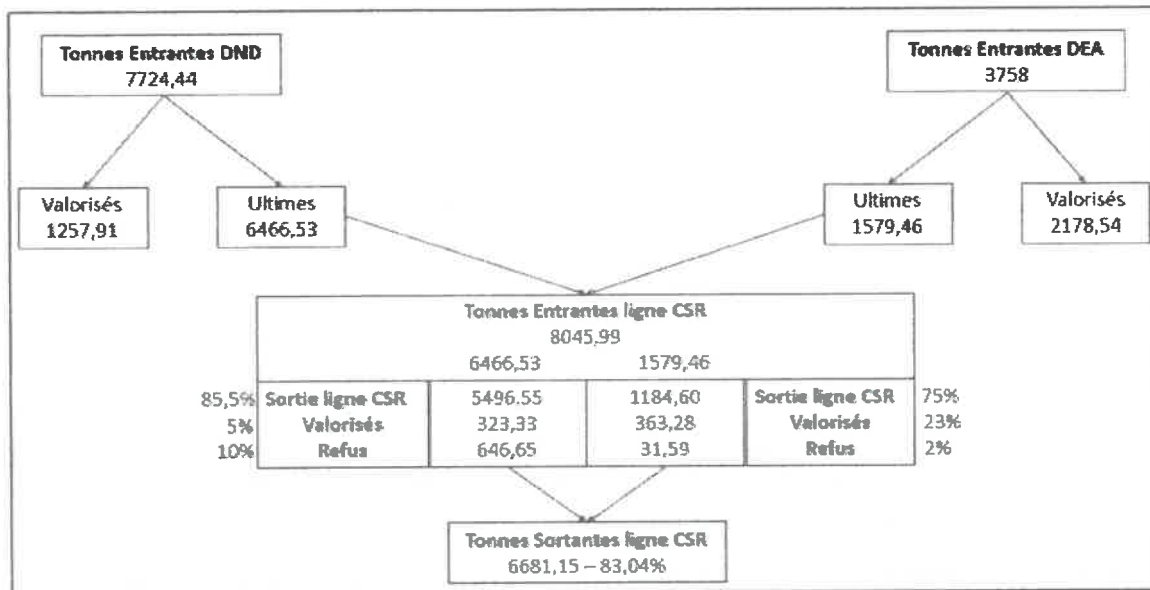 Tonnes Entrantes DND
7724,44
Tonnes Entrantes DEA
3758
Valorisés
1257,91
Ultimes
6466,53
Ultimes
1579,46
Valorisés
2178,54
Tonnes Entrantes ligne CSR
8045,99
6466,53 1579,46
85,5% Sortie ligne CSR 5496,55 1184,60 Sortie ligne CSR 75%
5% Valorisés 323,33 363,28 Valorisés 23%
10% Refus 646,65 31,59 Refus 2%
Tonnes Sortantes ligne CSR
6681,15 – 83,04%